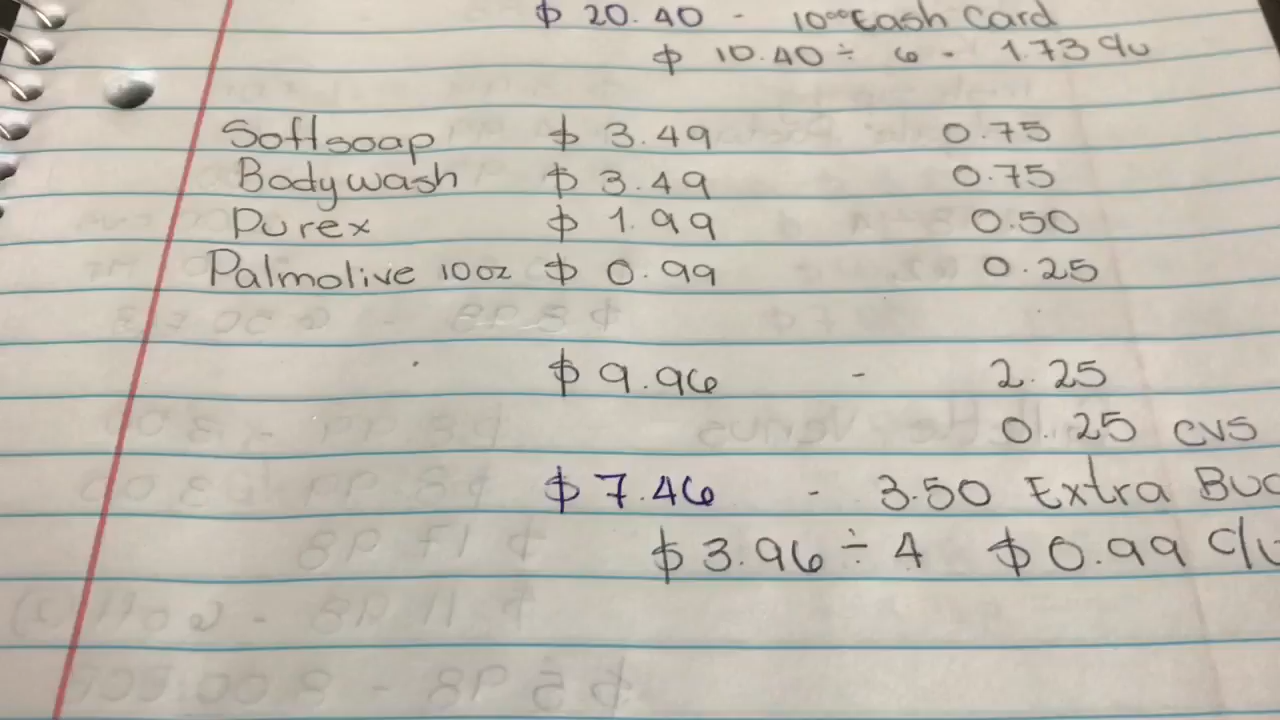 $ 20.40 - 10.00 Cash Card
$ 10.40 ÷ 6 - 1.73 c/u
Softsoap $ 3.49 0.75
Bodywash $ 3.49 0.75
Purex $ 1.99 0.50
Palmolive 10oz $ 0.99 0.25
$ 9.96 - 2.25
0.25 CVS
$ 7.46 - 3.50 Extra Buc
$3.96 ÷ 4 $0.99 c/u